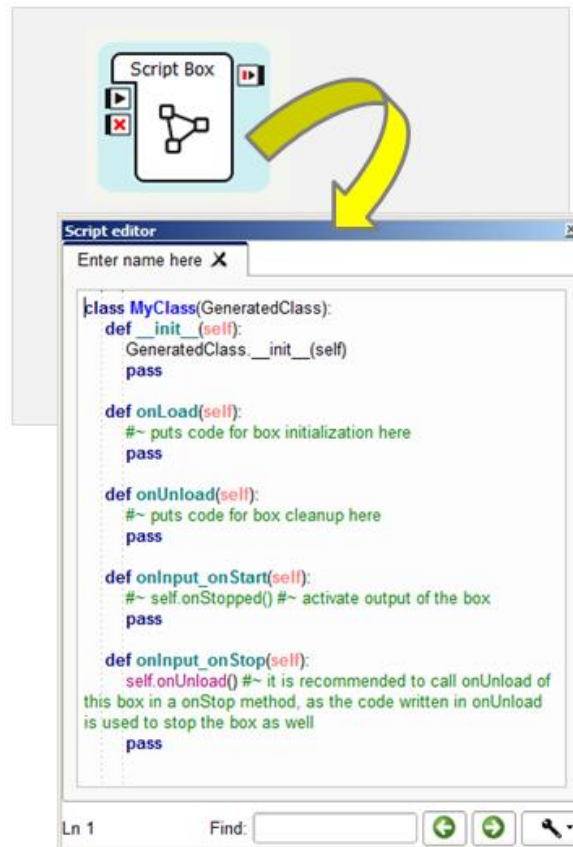 Script Box
Script editor
Enter name here
class MyClass(GeneratedClass):
def __init__(self):
GeneratedClass.__init__(self)
pass
def onLoad(self):
#~ puts code for box initialization here
pass
def onUnload(self):
#~ puts code for box cleanup here
pass
def onInput_onStart(self):
#~ self.onStopped() #~ activate output of the box
pass
def onInput_onStop(self):
self.onUnload() #~ it is recommended to call onUnload of
this box in a onStop method, as the code written in onUnload
is used to stop the box as well
pass
Ln 1 Find: